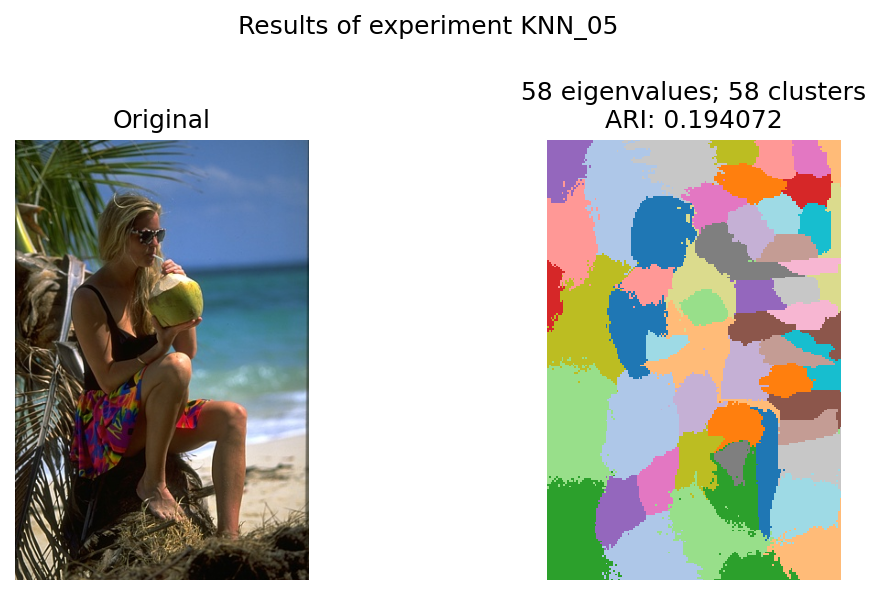 Results of experiment KNN_05
Original
58 eigenvalues; 58 clusters
ARI: 0.194072